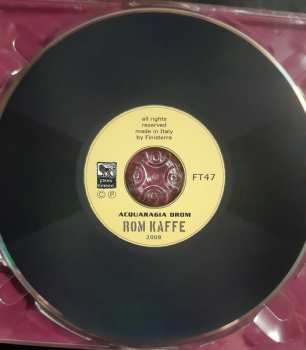 all rights
reserved
made in Italy
by Finisterre
FT47
© ℗
ACQUARAGIA DROM
ROM KAFFE
2009